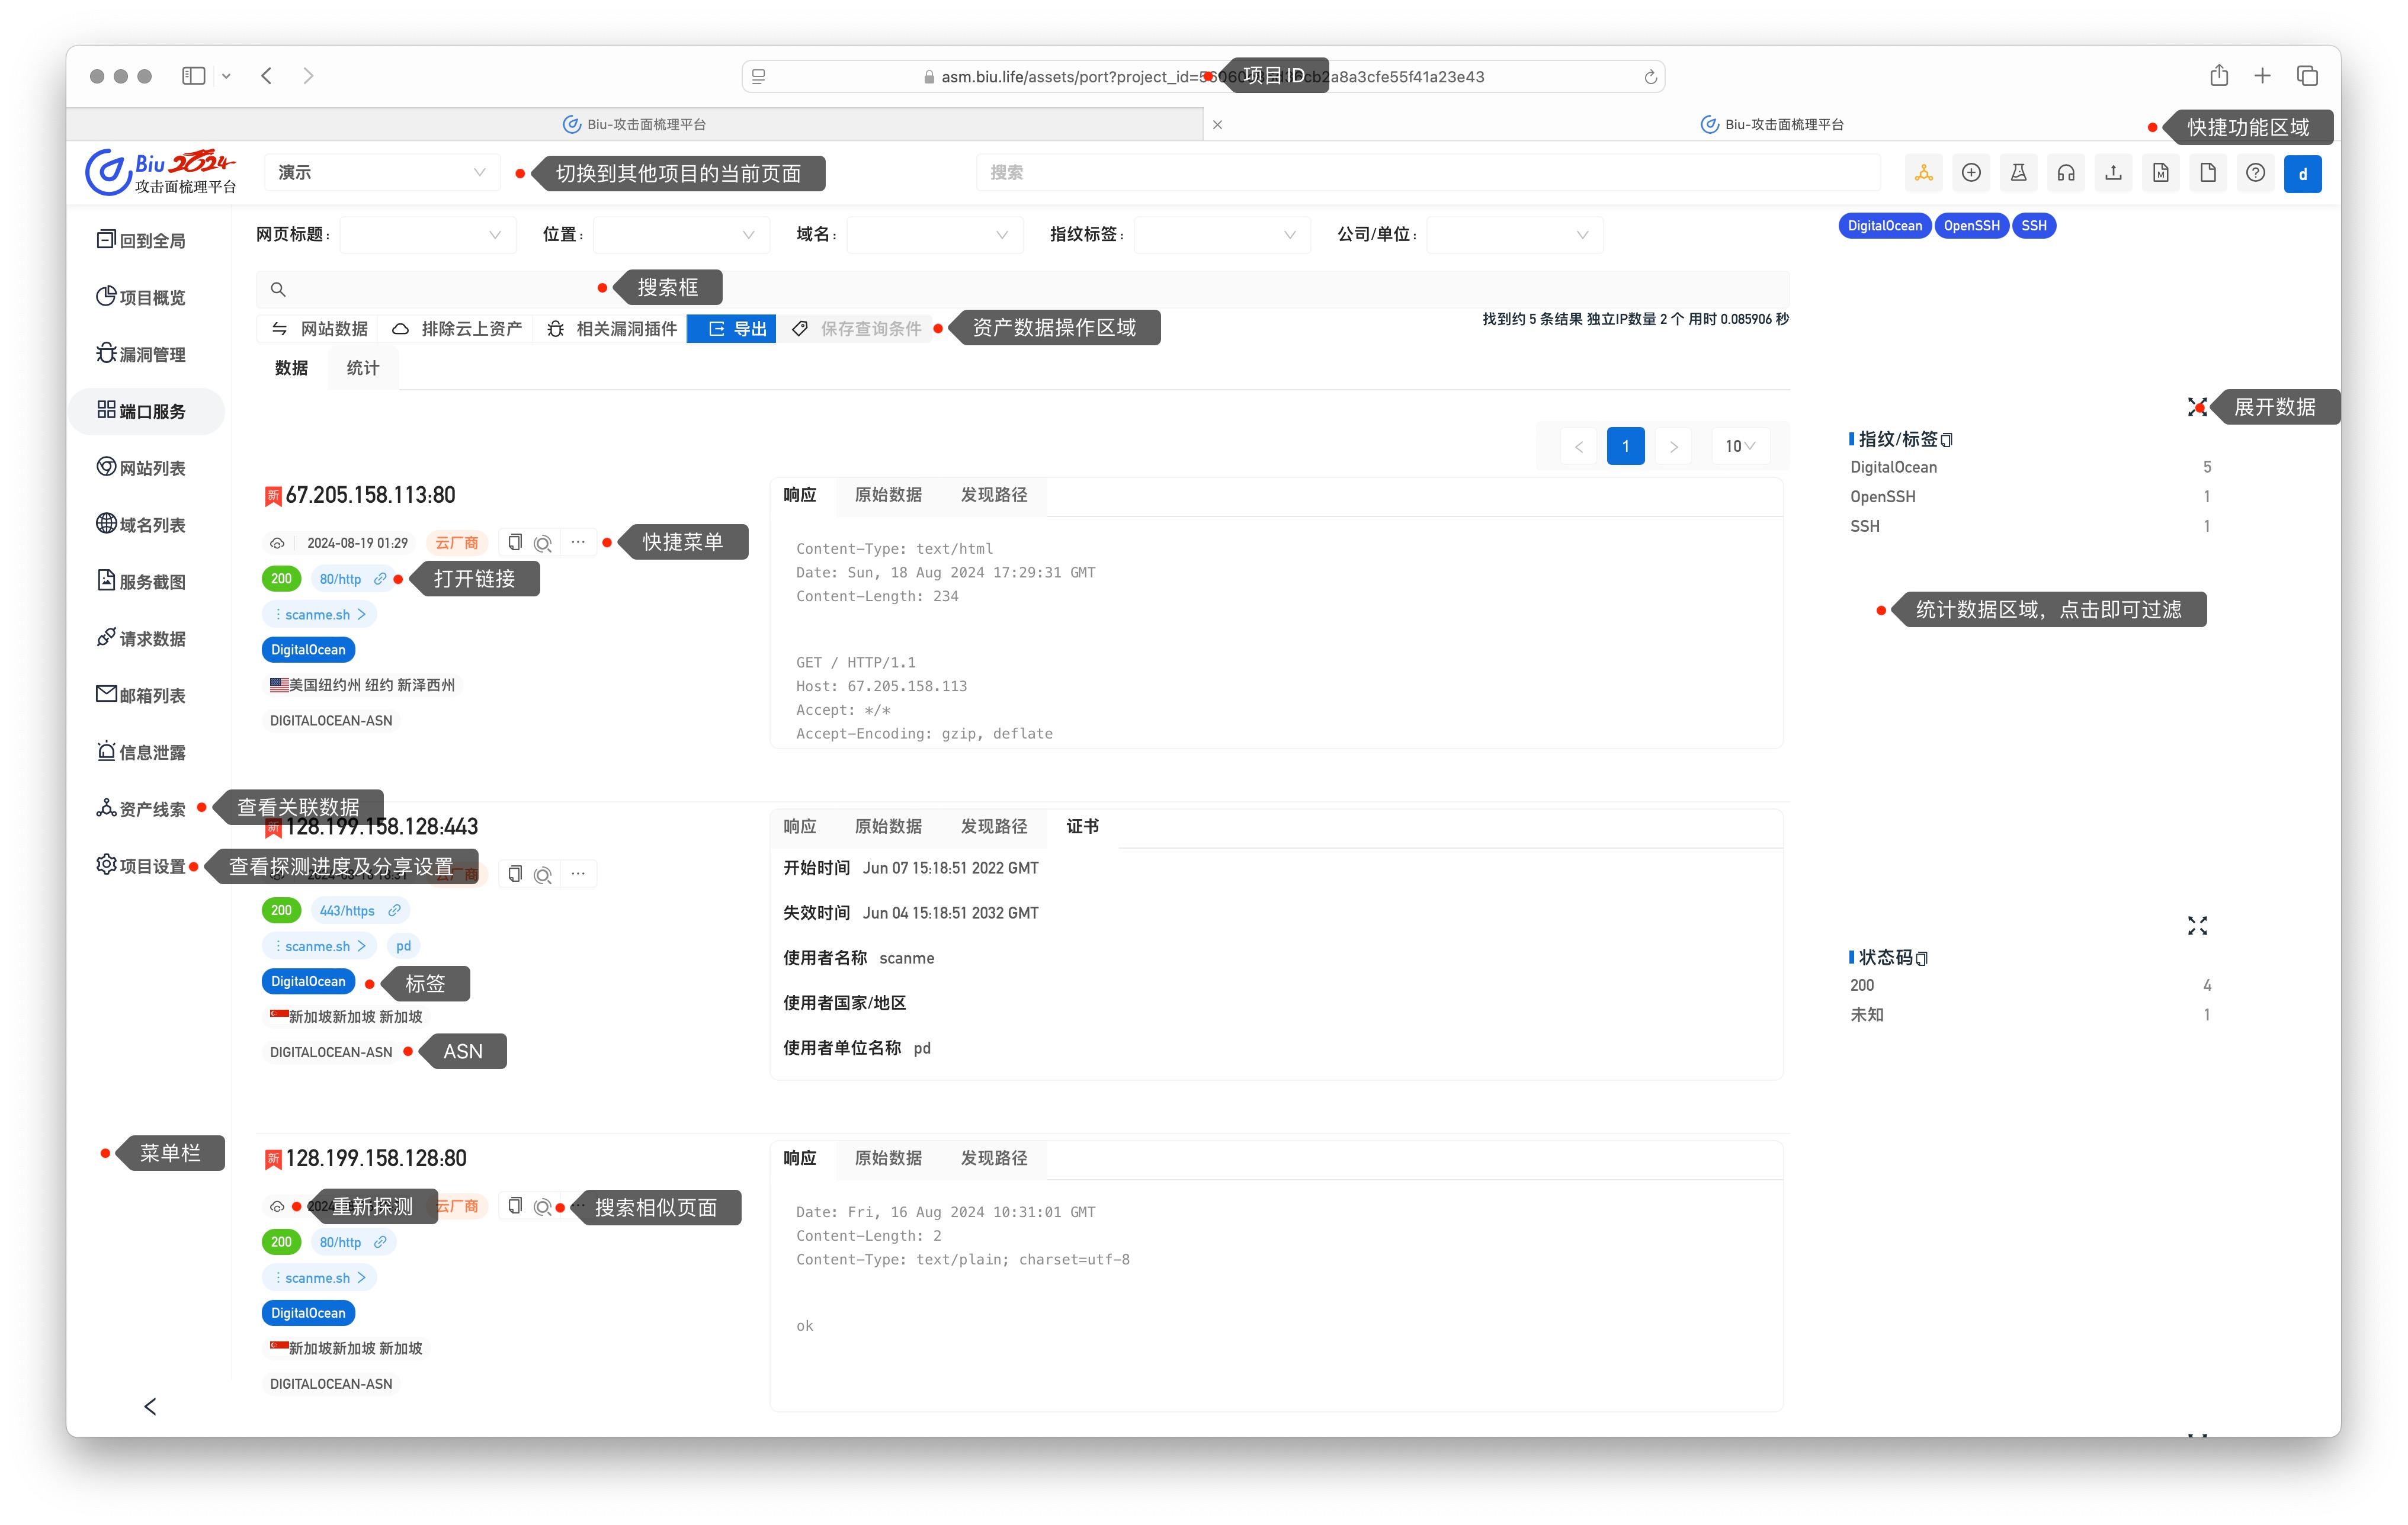 asm.biu.life/assets/port?project_id=
项目ID
a8a3cfe55f41a23e43
Biu-攻击面梳理平台
Biu-攻击面梳理平台
快捷功能区域
Biu 2024
攻击面梳理平台
演示
切换到其他项目的当前页面
搜索
d
回到全局
项目概览
漏洞管理
端口服务
网站列表
域名列表
服务截图
请求数据
邮箱列表
信息泄露
资产线索
查看关联数据
项目设置
查看探测进度及分享设置
菜单栏
网页标题:
位置:
域名:
指纹标签:
公司/单位:
搜索框
网站数据
排除云上资产
相关漏洞插件
导出
保存查询条件
资产数据操作区域
找到约 5 条结果 独立IP数量 2 个 用时 0.085906 秒
数据
统计
1
10
新
67.205.158.113:80
2024-08-19 01:29
云厂商
快捷菜单
200
80/http
打开链接
scanme.sh
DigitalOcean
美国纽约州 纽约 新泽西州
DIGITALOCEAN-ASN
响应
原始数据
发现路径
Content-Type: text/html
Date: Sun, 18 Aug 2024 17:29:31 GMT
Content-Length: 234
GET / HTTP/1.1
Host: 67.205.158.113
Accept: */*
Accept-Encoding: gzip, deflate
新
128.199.158.128:443
200
443/https
scanme.sh
pd
DigitalOcean
标签
新加坡新加坡 新加坡
DIGITALOCEAN-ASN
ASN
响应
原始数据
发现路径
证书
开始时间 Jun 07 15:18:51 2022 GMT
失效时间 Jun 04 15:18:51 2032 GMT
使用者名称 scanme
使用者国家/地区
使用者单位名称 pd
新
128.199.158.128:80
重新探测
云厂商
搜索相似页面
200
80/http
scanme.sh
DigitalOcean
新加坡新加坡 新加坡
DIGITALOCEAN-ASN
响应
原始数据
发现路径
Date: Fri, 16 Aug 2024 10:31:01 GMT
Content-Length: 2
Content-Type: text/plain; charset=utf-8
ok
DigitalOcean
OpenSSH
SSH
展开数据
指纹/标签
DigitalOcean 5
OpenSSH 1
SSH 1
统计数据区域，点击即可过滤
状态码
200 4
未知 1